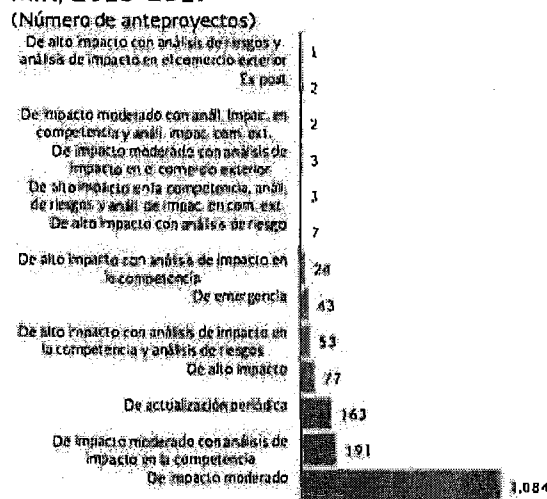 (Número de anteproyectos)
De alto impacto con análisis de riesgos y
análisis de impacto en el comercio exterior
1
Ex post
2
De impacto moderado con anál. impac. en
competencia y anál. impac. com. ext.
2
De impacto moderado con análisis de
impacto en el comercio exterior
3
De alto impacto en la competencia, anál.
de riesgos y anál. de impac. en com. ext.
3
De alto impacto con análisis de riesgo
7
De alto impacto con análisis de impacto en
la competencia
De emergencia
43
De alto impacto con análisis de impacto en
la competencia y análisis de riesgos
53
De alto impacto
77
De actualización periódica
163
De impacto moderado con análisis de
impacto en la competencia
191
De impacto moderado
1,084